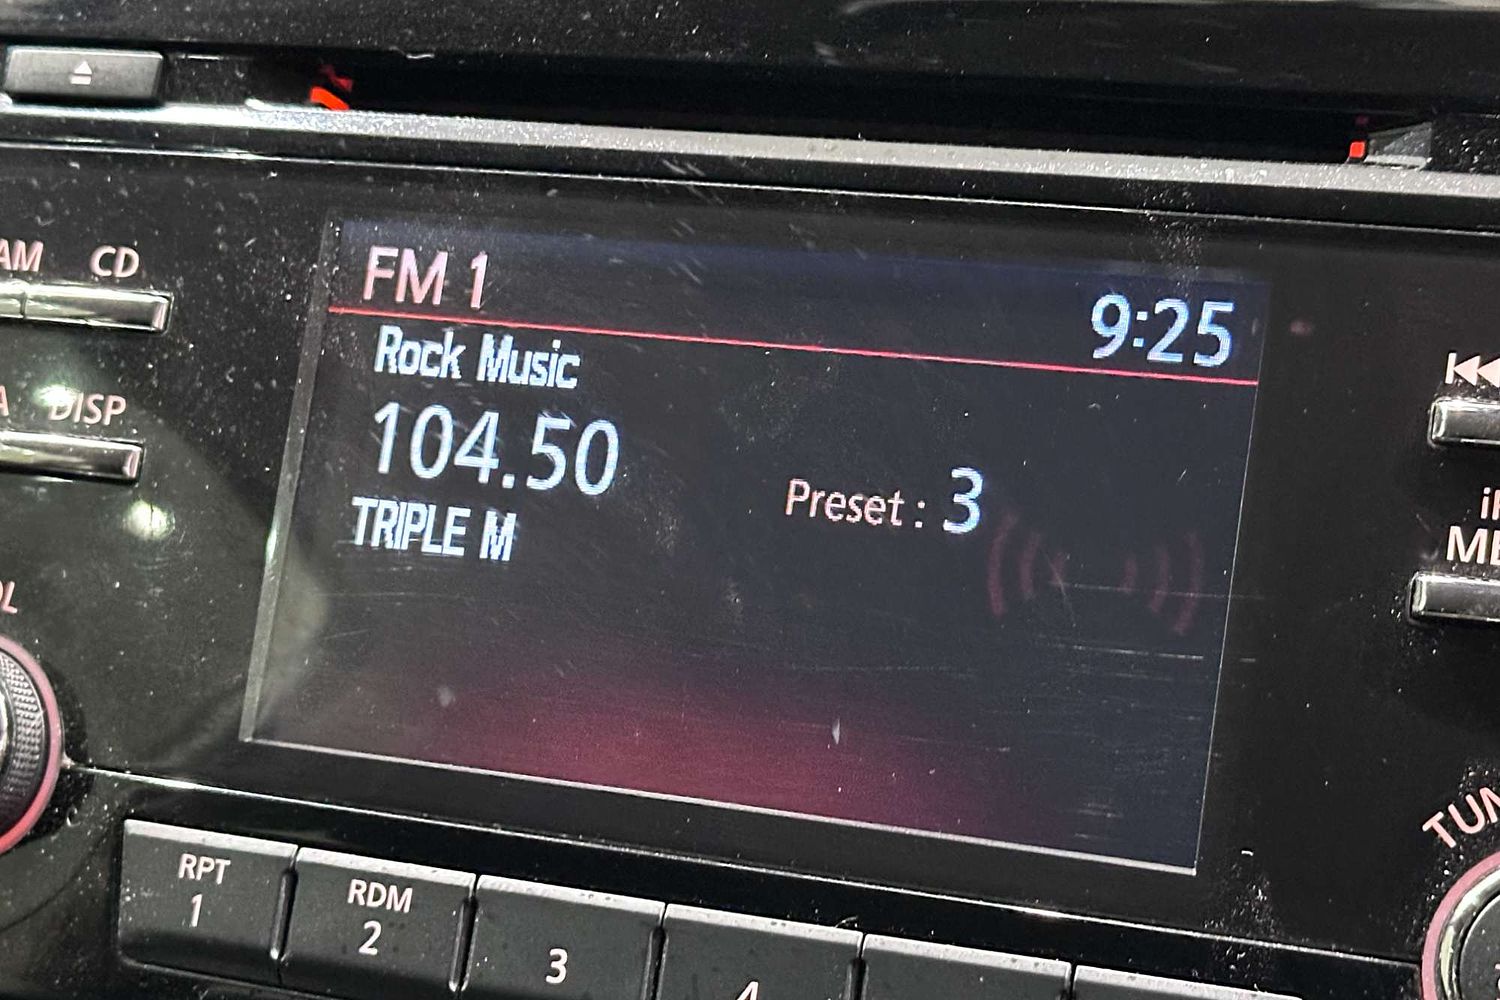 AM CD
DISP
FM 1
9:25
Rock Music
104.50
TRIPLE M
Preset : 3
RPT
1
RDM
2
3
4